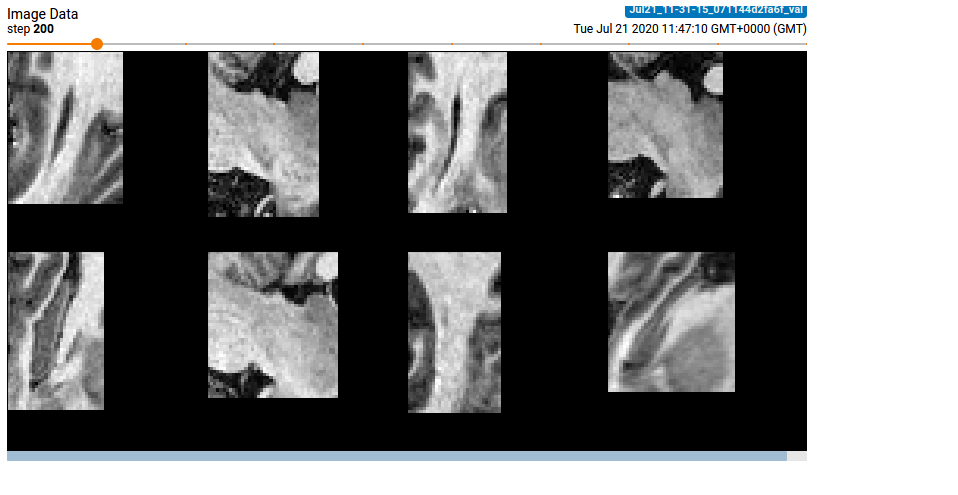 Jul21_11-31-15_071144d2fa6f_val
Image Data
step 200
Tue Jul 21 2020 11:47:10 GMT+0000 (GMT)